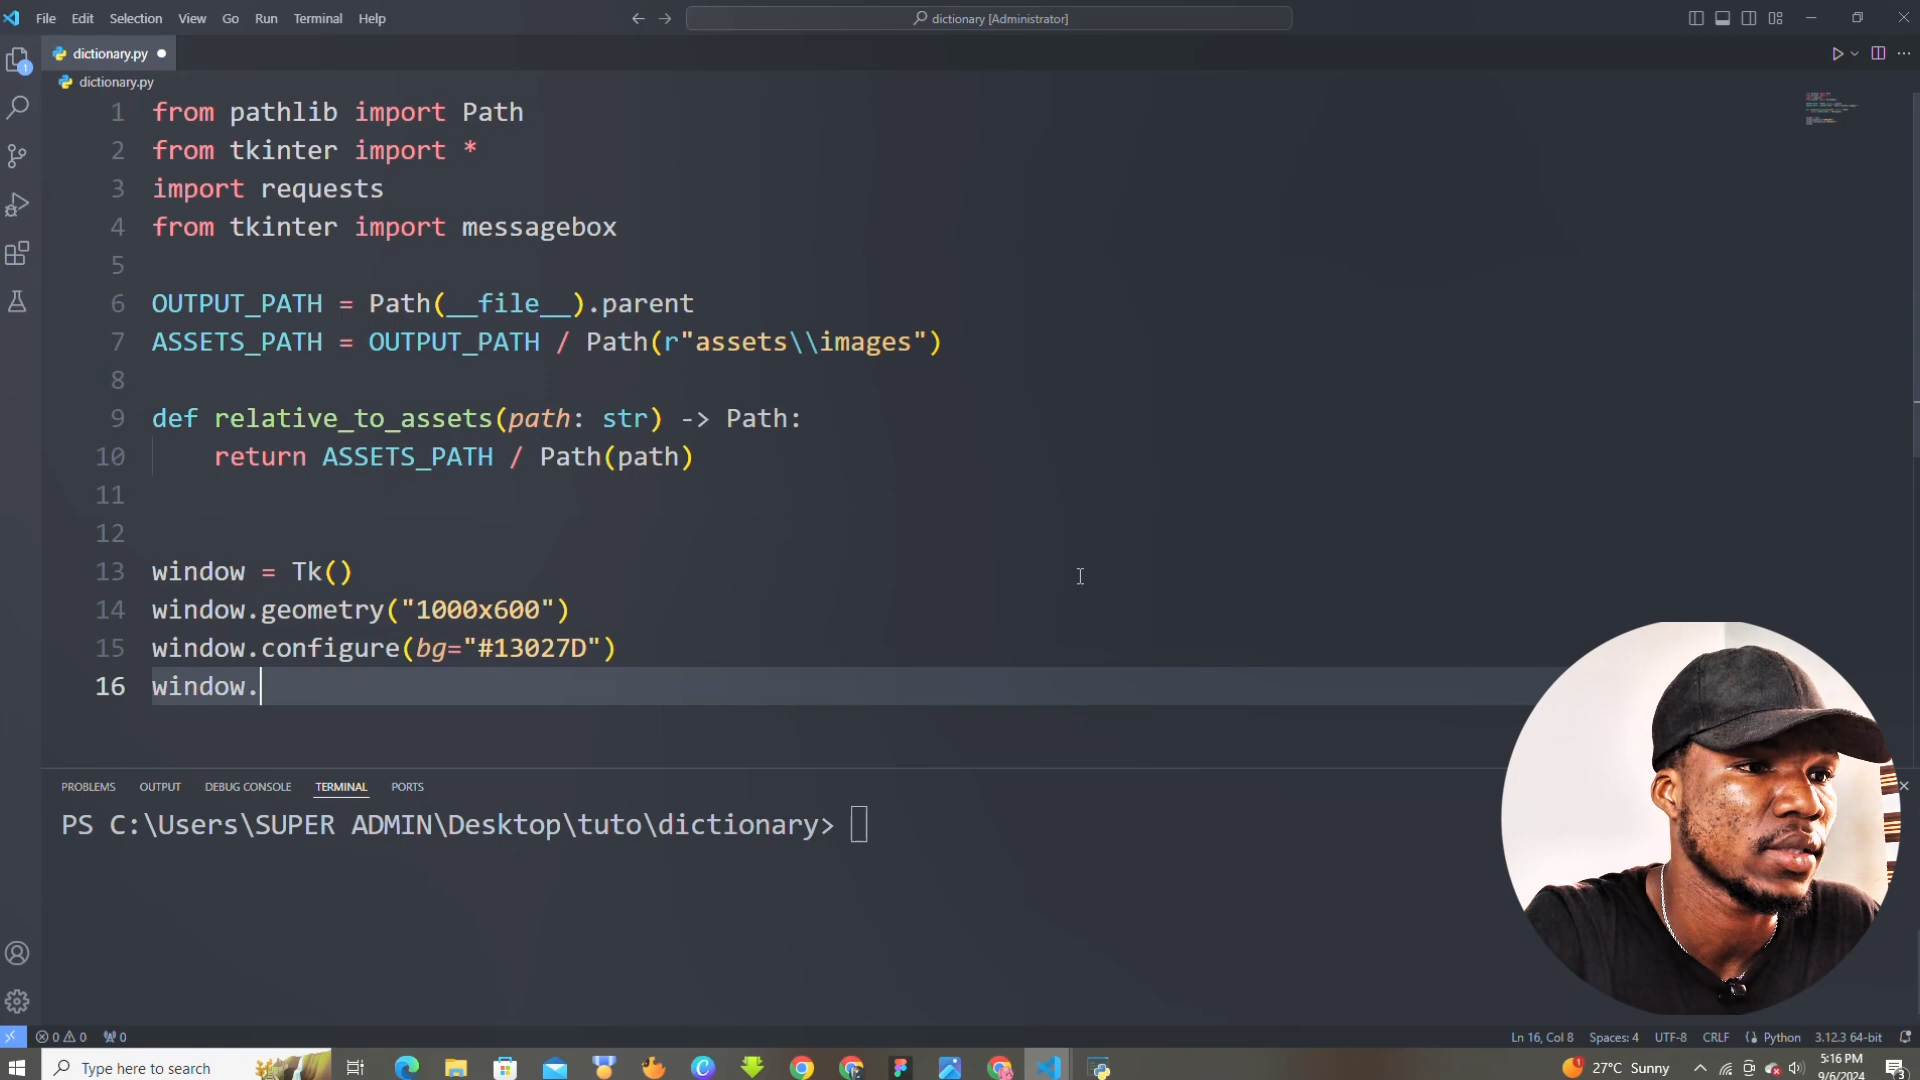 File Edit Selection View Go Run Terminal Help
dictionary [Administrator]
dictionary.py
dictionary.py
1 from pathlib import Path
2 from tkinter import *
3 import requests
4 from tkinter import messagebox
5
6 OUTPUT_PATH = Path(__file__).parent
7 ASSETS_PATH = OUTPUT_PATH / Path(r"assets\\images")
8
9 def relative_to_assets(path: str) -> Path:
10 return ASSETS_PATH / Path(path)
11
12
13 window = Tk()
14 window.geometry("1000x600")
15 window.configure(bg="#13027D")
16 window.
PROBLEMS OUTPUT DEBUG CONSOLE TERMINAL PORTS
PS C:\Users\SUPER ADMIN\Desktop\tuto\dictionary>
0 0 0 Ln 16, Col 8 Spaces: 4 UTF-8 CRLF Python 3.12.3 64-bit
Type here to search
1 27°C Sunny
5:16 PM
9/6/2024
3